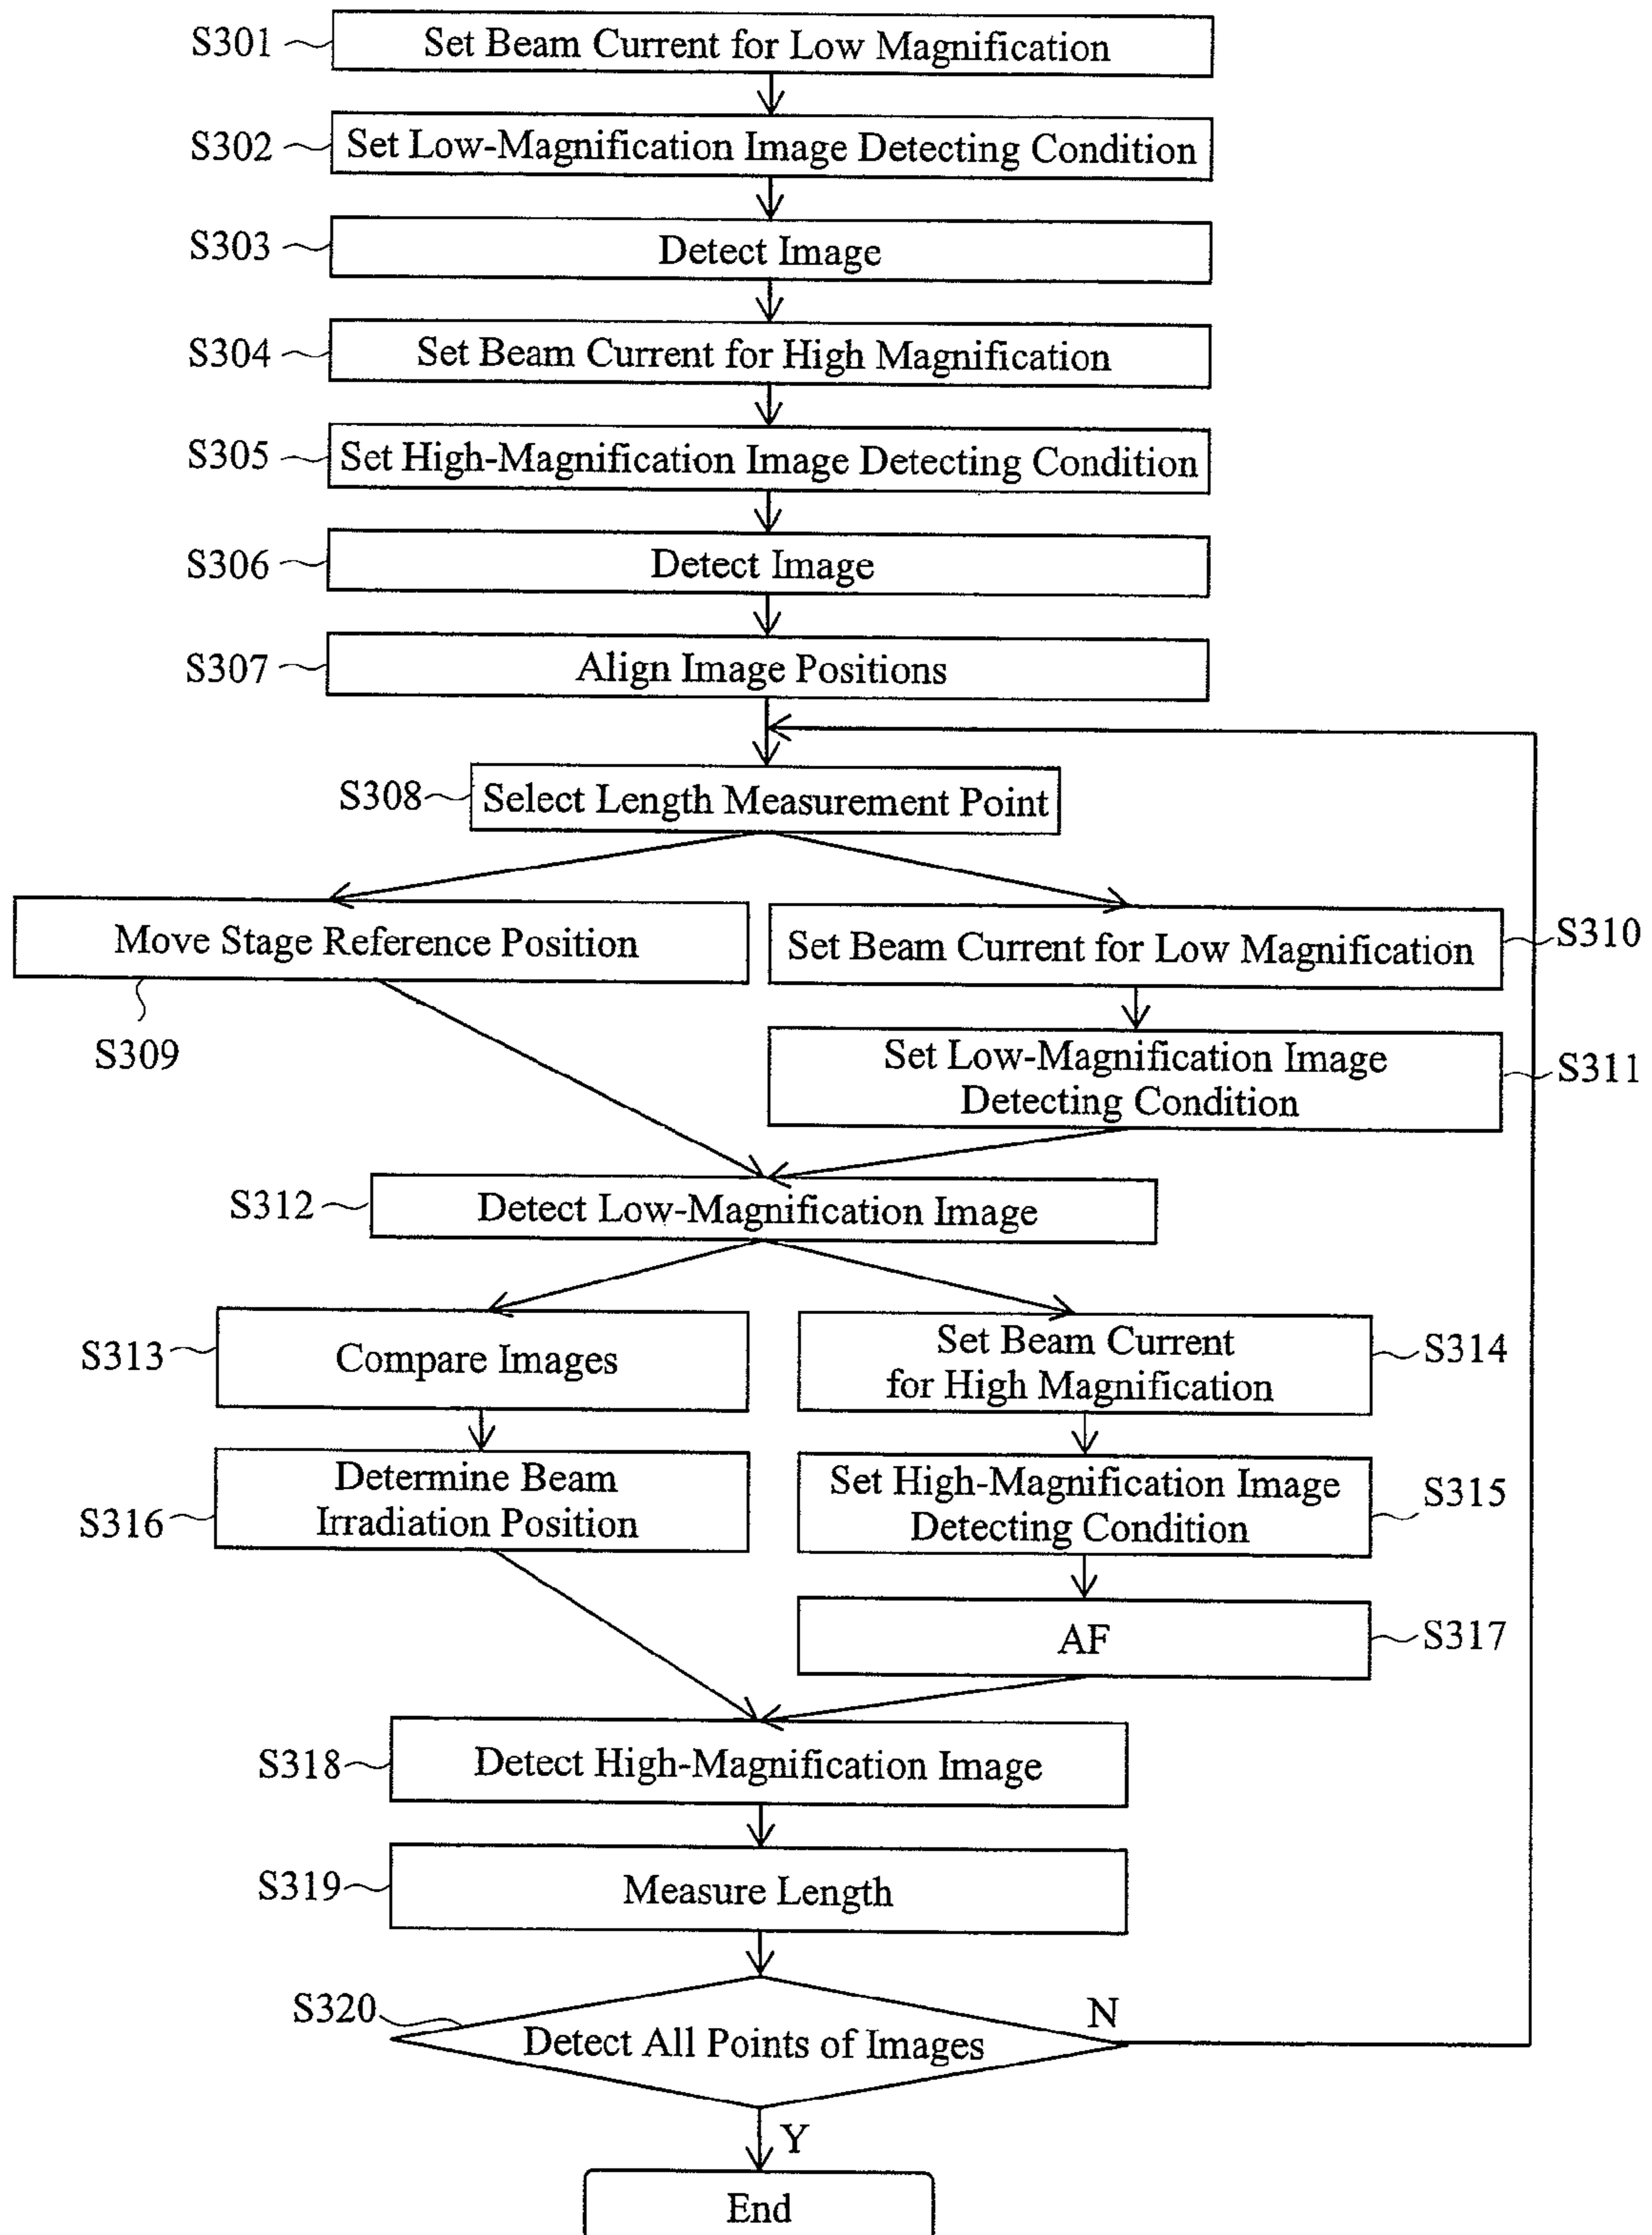 S301
Set Beam Current for Low Magnification
S302
Set Low-Magnification Image Detecting Condition
S303
Detect Image
S304
Set Beam Current for High Magnification
S305
Set High-Magnification Image Detecting Condition
S306
Detect Image
S307
Align Image Positions
S308
Select Length Measurement Point
Move Stage Reference Position
S309
Set Beam Current for Low Magnification
S310
Set Low-Magnification Image
Detecting Condition
S311
S312
Detect Low-Magnification Image
S313
Compare Images
Set Beam Current
for High Magnification
S314
S316
Determine Beam
Irradiation Position
Set High-Magnification Image
Detecting Condition
S315
AF
S317
S318
Detect High-Magnification Image
S319
Measure Length
S320
Detect All Points of Images
N
Y
End